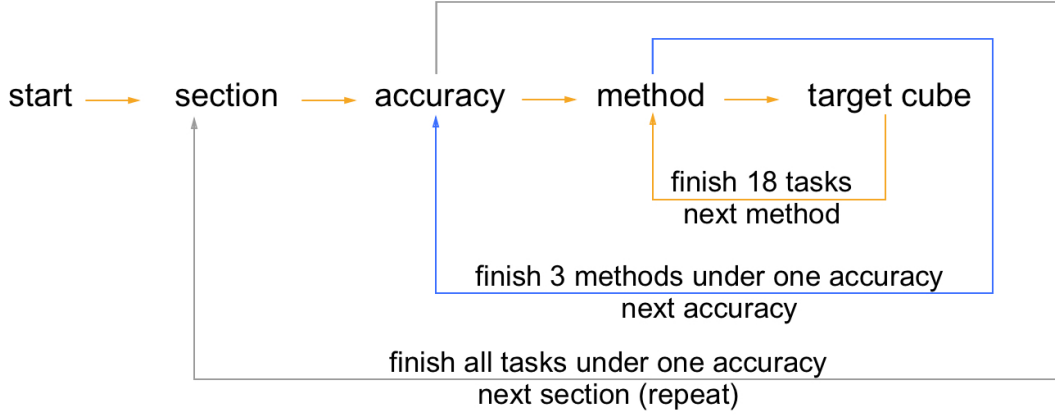 start section accuracy method target cube
finish 18 tasks
next method
finish 3 methods under one accuracy
next accuracy
finish all tasks under one accuracy
next section (repeat)